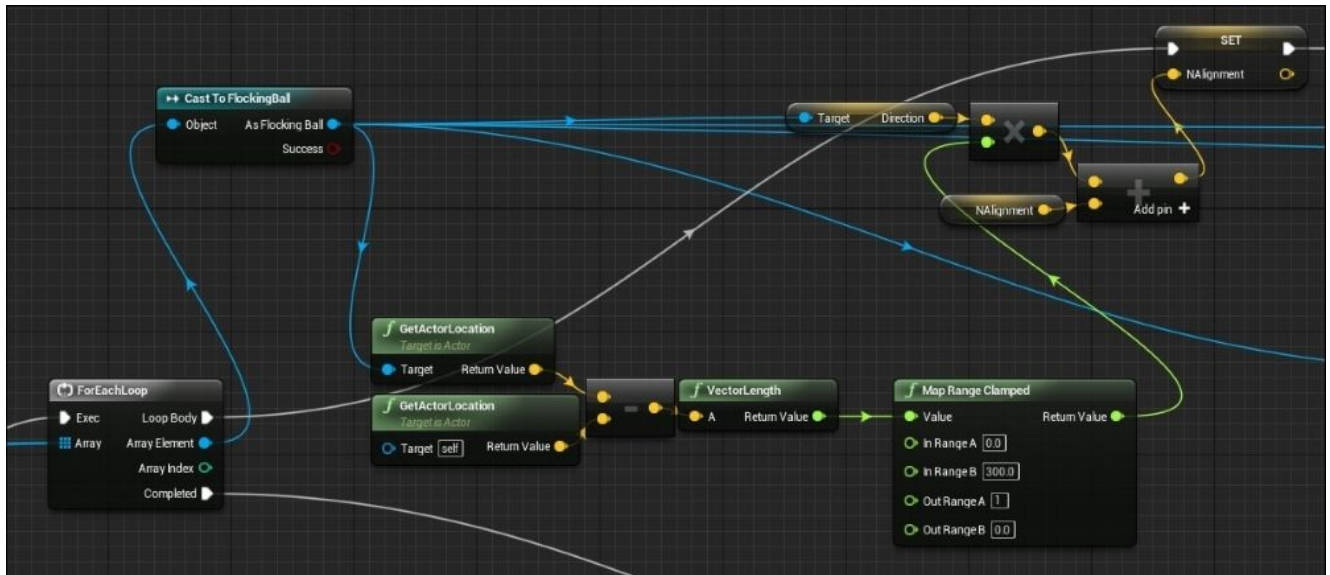 SET
NAlignment
Cast To FlockingBall
Object As Flocking Ball
Success
Target Direction
NAlignment
Add pin
GetActorLocation
Target is Actor
Target Return Value
GetActorLocation
Target is Actor
Target self Return Value
VectorLength
A Return Value
ForEachLoop
Exec Loop Body
Array Array Element
Array Index
Completed
Map Range Clamped
Value Return Value
In Range A 0.0
In Range B 300.0
Out Range A 1
Out Range B 0.0